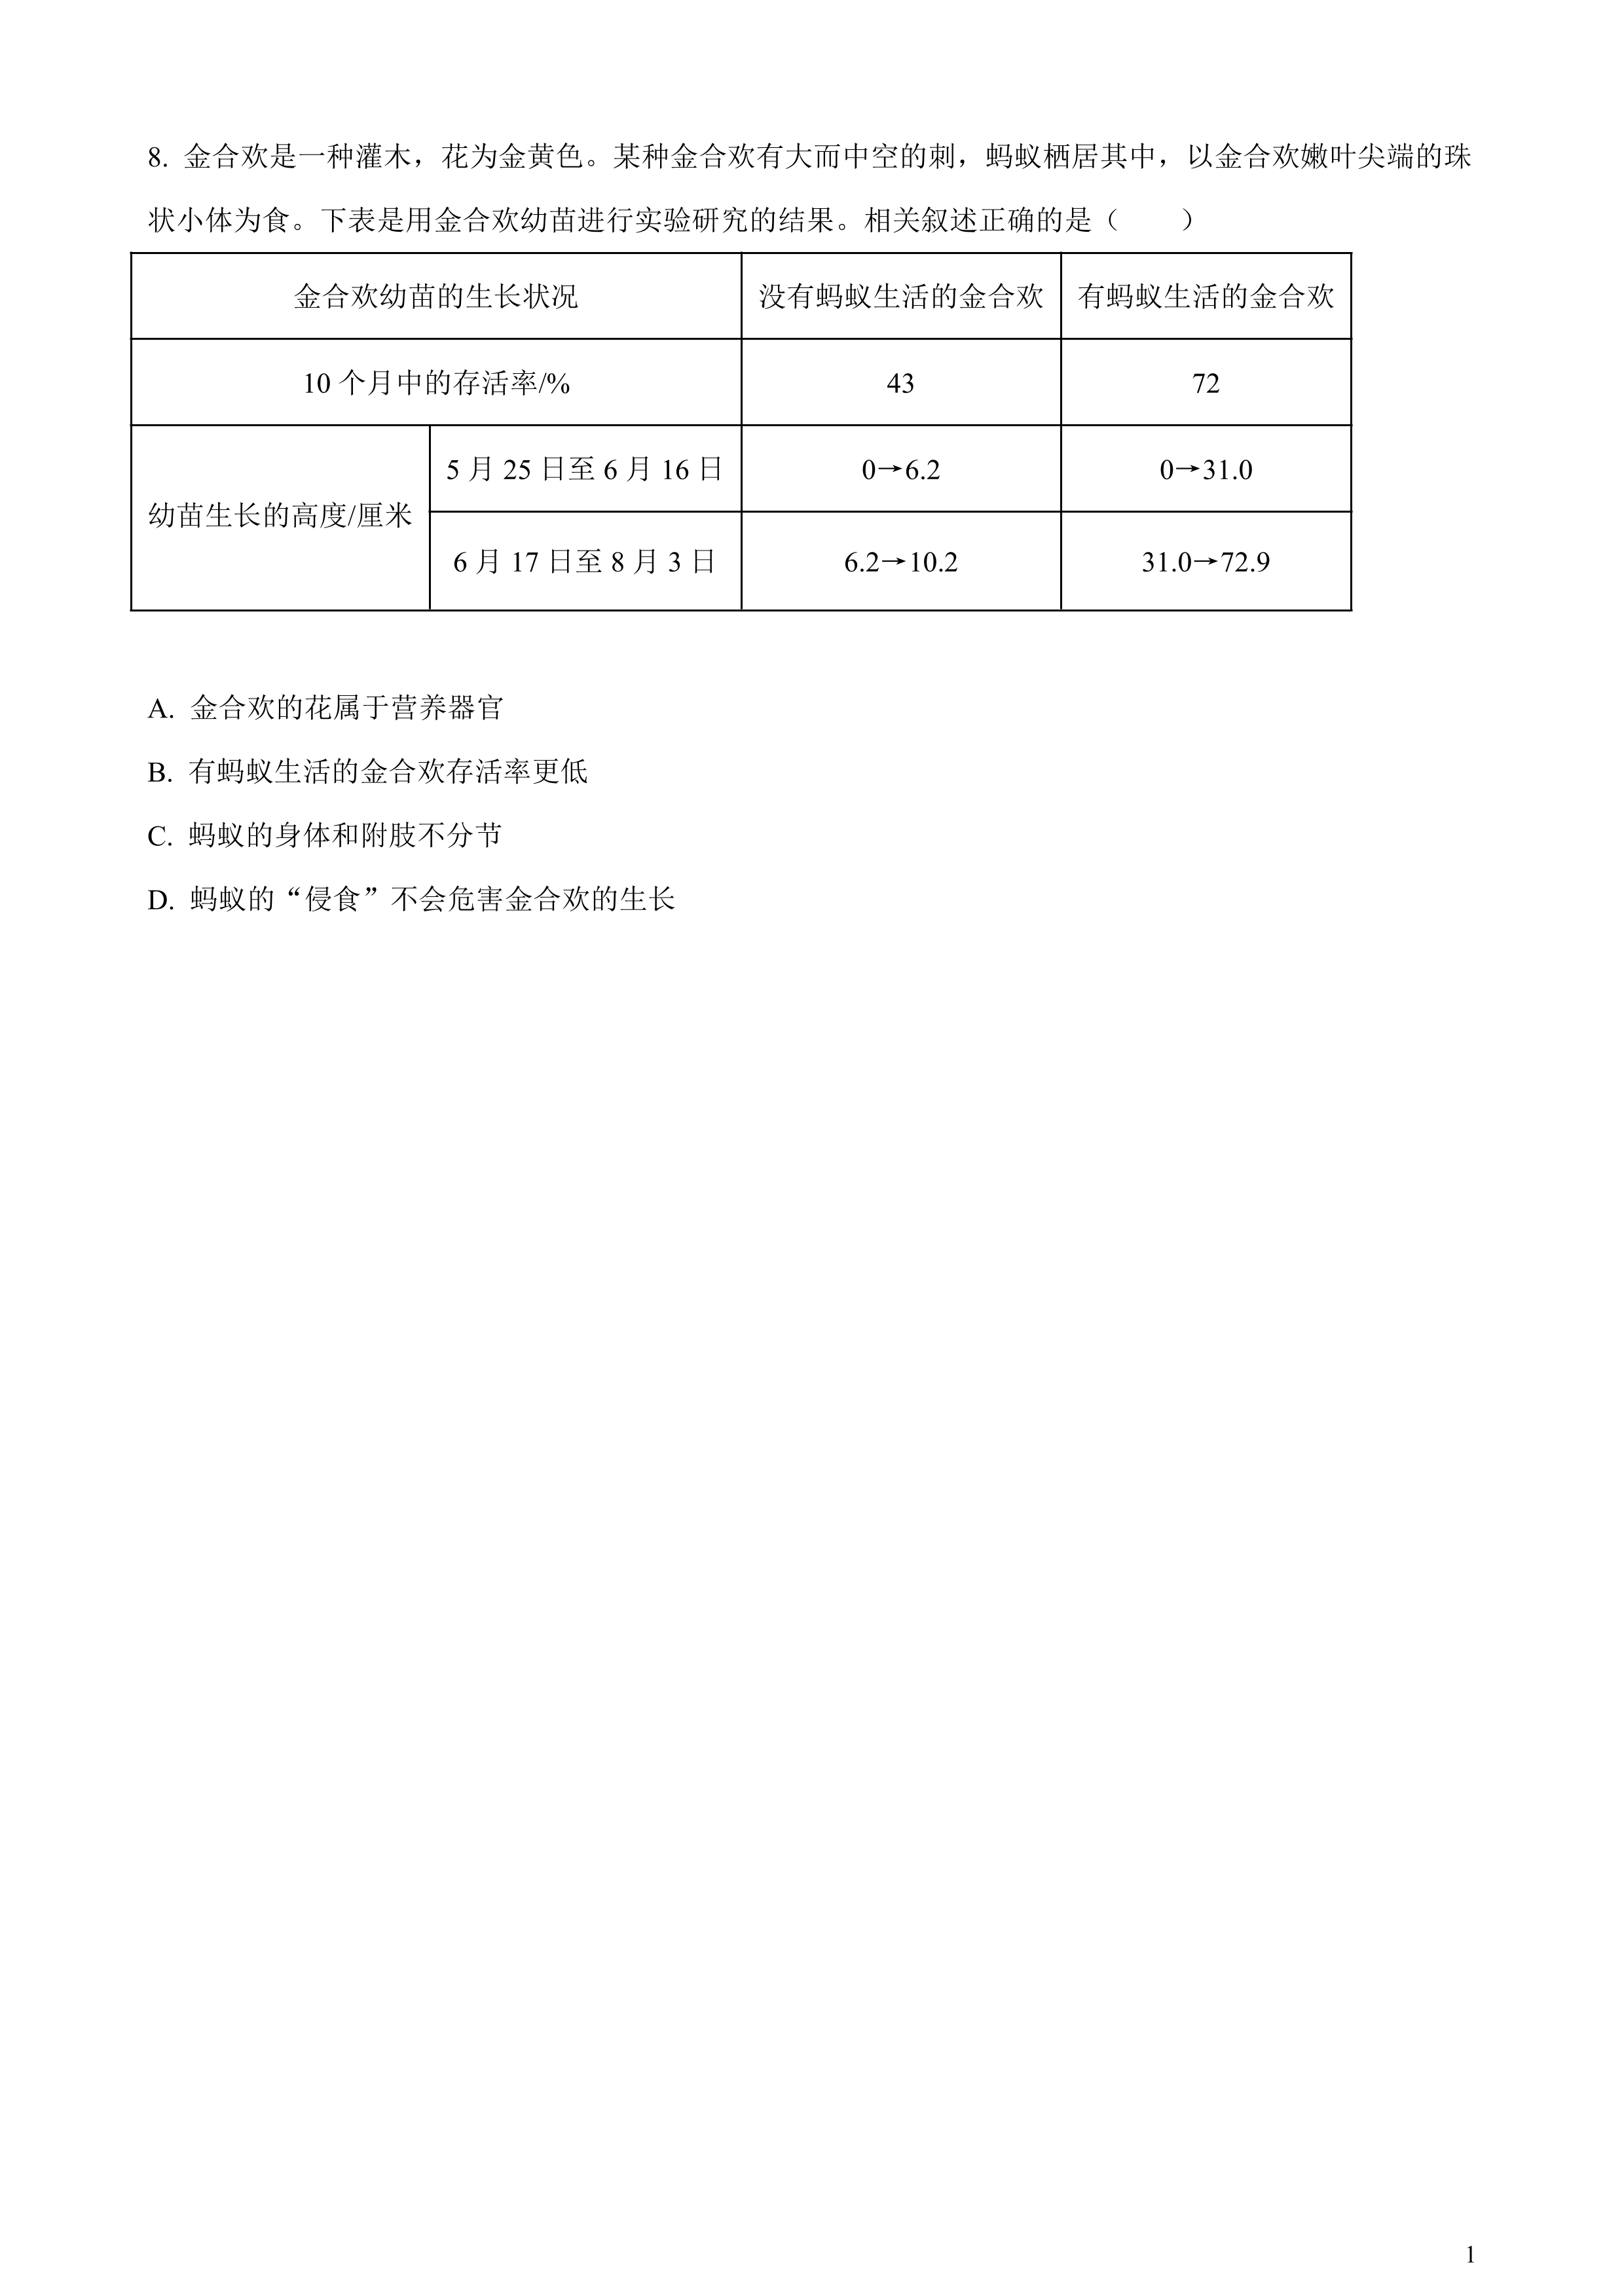 8. 金合欢是一种灌木，花为金黄色。某种金合欢有大而中空的刺，蚂蚁栖居其中，以金合欢嫩叶尖端的珠
状小体为食。下表是用金合欢幼苗进行实验研究的结果。相关叙述正确的是（　　）
金合欢幼苗的生长状况 没有蚂蚁生活的金合欢 有蚂蚁生活的金合欢
10 个月中的存活率/% 43 72
幼苗生长的高度/厘米 5 月 25 日至 6 月 16 日 0→6.2 0→31.0
6 月 17 日至 8 月 3 日 6.2→10.2 31.0→72.9
A. 金合欢的花属于营养器官
B. 有蚂蚁生活的金合欢存活率更低
C. 蚂蚁的身体和附肢不分节
D. 蚂蚁的“侵食”不会危害金合欢的生长
1